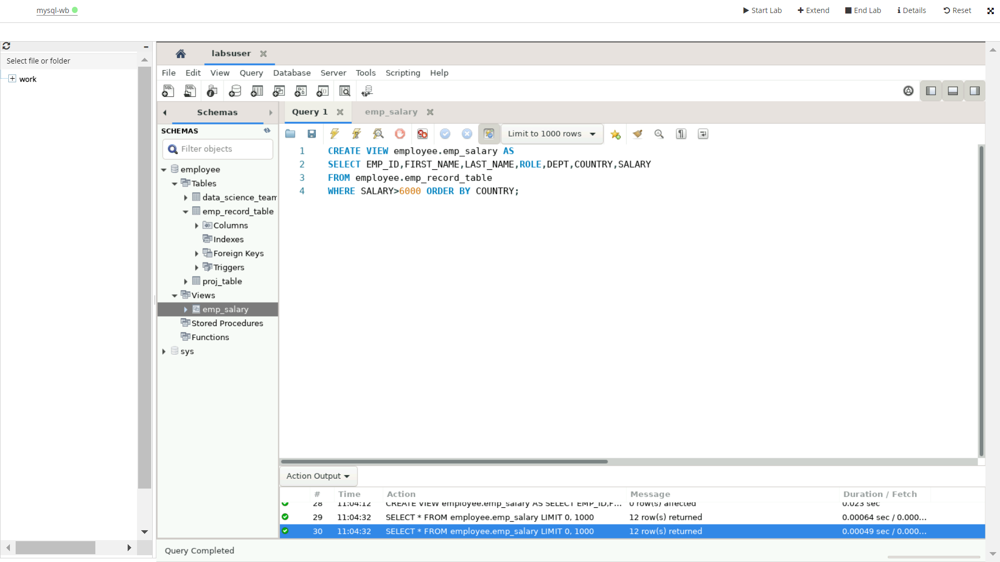 mysql-wb
Start Lab
Extend
End Lab
Details
Reset
Select file or folder
work
labsuser
File Edit View Query Database Server Tools Scripting Help
Schemas
Query 1
emp_salary
SCHEMAS
Filter objects
Limit to 1000 rows
employee
Tables
data_science_team
emp_record_table
Columns
Indexes
Foreign Keys
Triggers
proj_table
Views
emp_salary
Stored Procedures
Functions
sys
1 CREATE VIEW employee.emp_salary AS
2 SELECT EMP_ID,FIRST_NAME,LAST_NAME,ROLE,DEPT,COUNTRY,SALARY
3 FROM employee.emp_record_table
4 WHERE SALARY>6000 ORDER BY COUNTRY;
Action Output
# Time Action Message Duration / Fetch
28 11:04:12 CREATE VIEW employee.emp_salary AS SELECT EMP_ID,F... 0 row(s) affected 0.023 sec
29 11:04:32 SELECT * FROM employee.emp_salary LIMIT 0, 1000 12 row(s) returned 0.00064 sec / 0.000...
30 11:04:32 SELECT * FROM employee.emp_salary LIMIT 0, 1000 12 row(s) returned 0.00049 sec / 0.000...
Query Completed